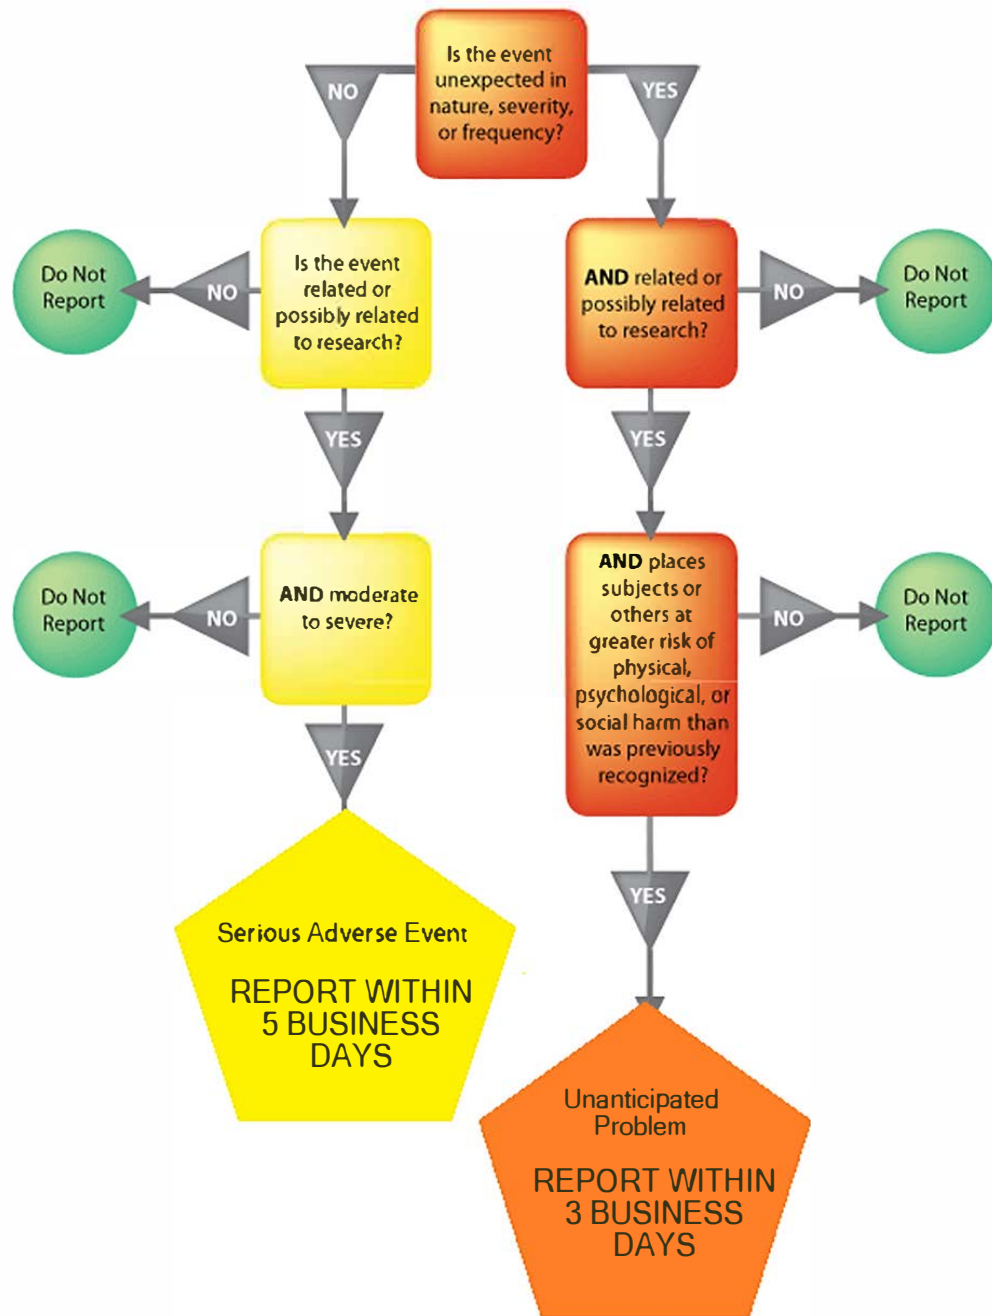 Is the event
unexpected in
nature, severity,
or frequency?
NO
YES
Do Not
Report
NO
Is the event
related or
possibly related
to research?
AND related or
possibly related
to research?
NO
Do Not
Report
YES
YES
Do Not
Report
NO
AND moderate
to severe?
AND places
subjects or
others at
greater risk of
physical,
psychological, or
social harm than
was previously
recognized?
NO
Do Not
Report
YES
YES
Serious Adverse Event
REPORT WITHIN
5 BUSINESS
DAYS
Unanticipated
Problem
REPORT WITHIN
3 BUSINESS
DAYS